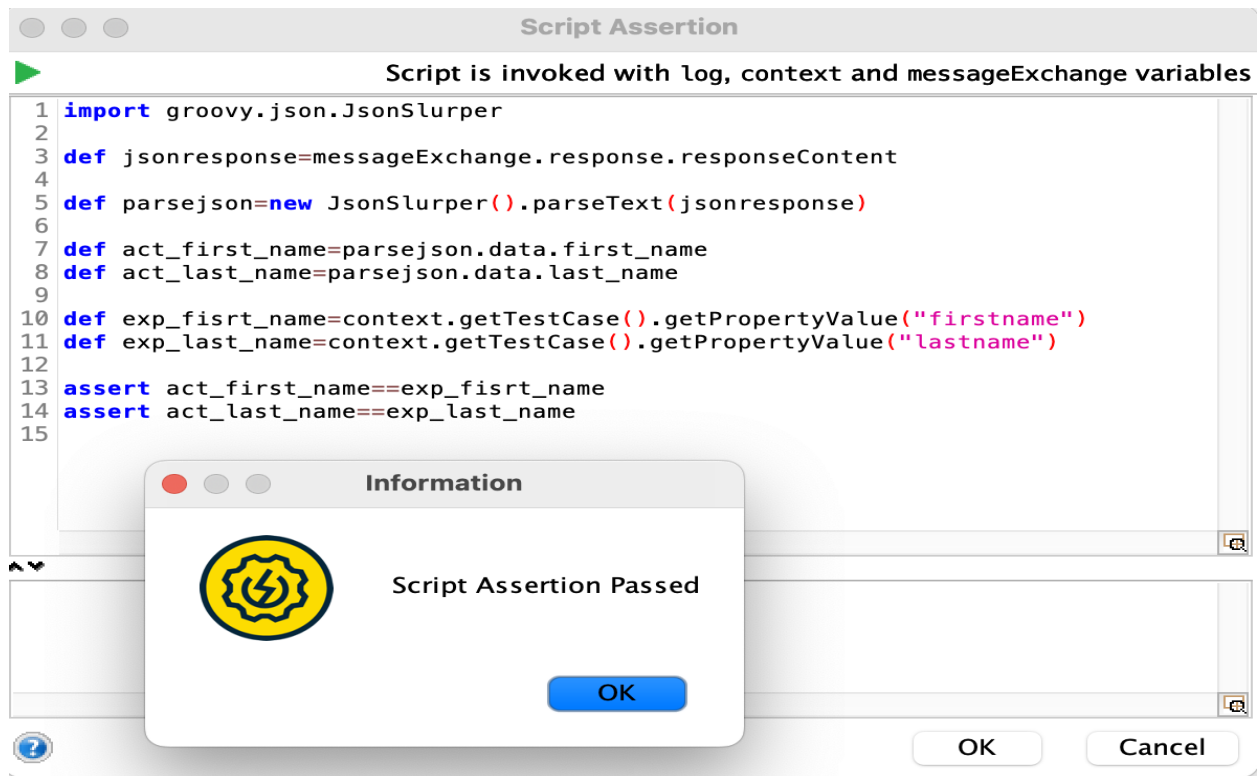 Script Assertion
Script is invoked with log, context and messageExchange variables
1 import groovy.json.JsonSlurper
2
3 def jsonresponse=messageExchange.response.responseContent
4
5 def parsejson=new JsonSlurper().parseText(jsonresponse)
6
7 def act_first_name=parsejson.data.first_name
8 def act_last_name=parsejson.data.last_name
9
10 def exp_fisrt_name=context.getTestCase().getPropertyValue("firstname")
11 def exp_last_name=context.getTestCase().getPropertyValue("lastname")
12
13 assert act_first_name==exp_fisrt_name
14 assert act_last_name==exp_last_name
15
Information
Script Assertion Passed
OK
?
OK Cancel